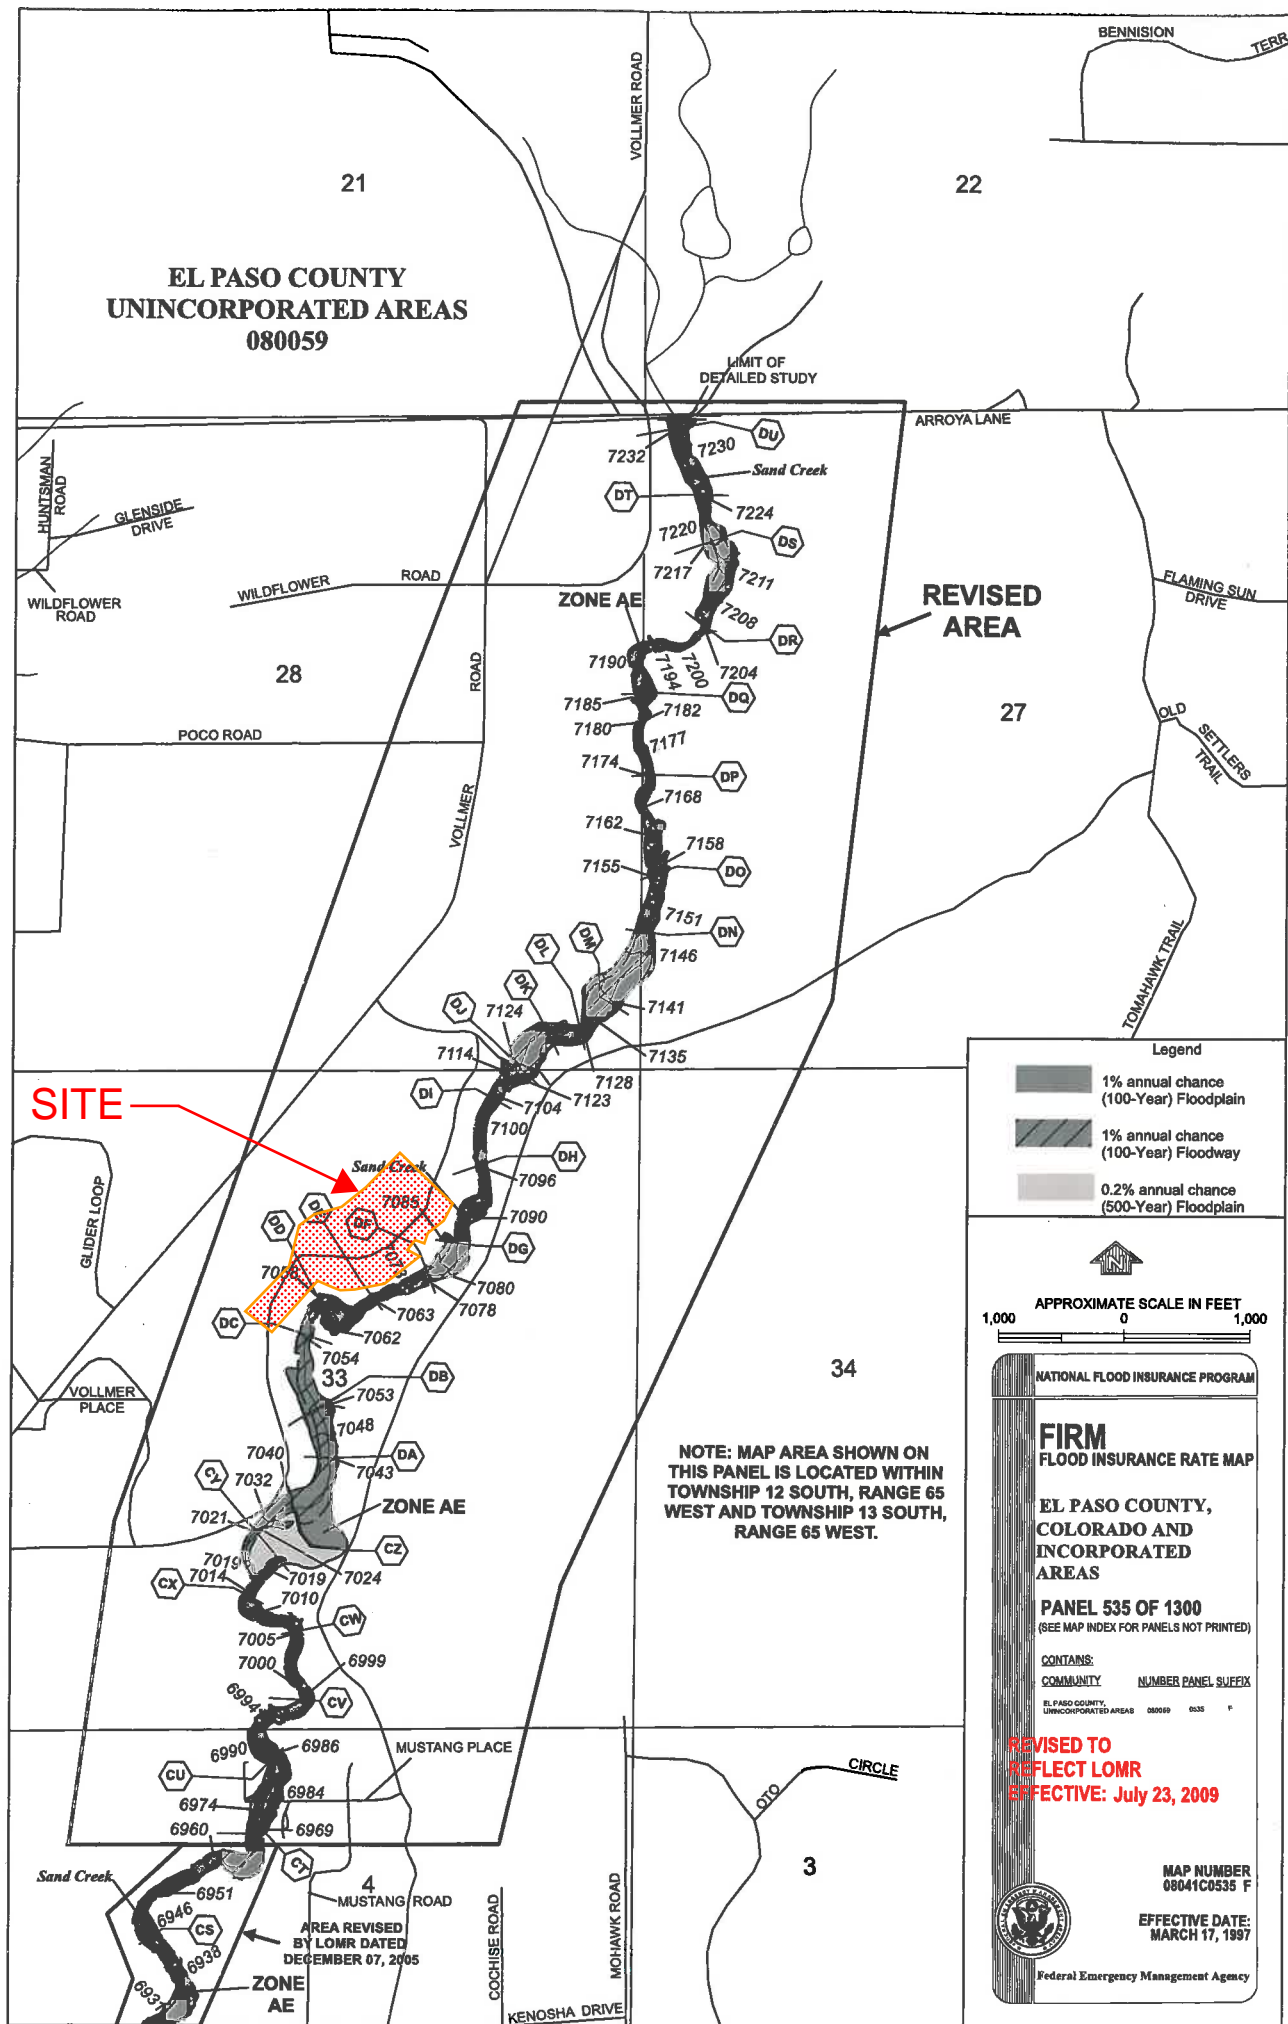 BENNISION
TERR
VOLLMER ROAD
21
22
EL PASO COUNTY
UNINCORPORATED AREAS
080059
LIMIT OF
DETAILED STUDY
ARROYA LANE
DU
7232
7230
Sand Creek
HUNTSMAN
ROAD
GLENSIDE
DRIVE
DT
7224
7220
DS
7217
7211
WILDFLOWER
ROAD
WILDFLOWER
ROAD
ZONE AE
REVISED
AREA
FLAMING SUN
DRIVE
7208
DR
7204
7190
7194
7200
28
ROAD
7185
DQ
7182
7180
27
OLD
SETTLERS
TRAIL
POCO ROAD
7177
7174
DP
7168
VOLLMER
7162
7158
7155
DO
7151
DN
DM
DL
7146
TOMAHAWK TRAIL
DK
7141
DJ
7124
7135
7114
7128
7123
DI
7104
7100
Legend
1% annual chance
(100-Year) Floodplain
1% annual chance
(100-Year) Floodway
0.2% annual chance
(500-Year) Floodplain
SITE
Sand Creek
DH
7096
7085
GLIDER LOOP
DD
DF
7090
DG
7080
7078
7063
DC
7062
7054
33
34
N
APPROXIMATE SCALE IN FEET
1,000
0
1,000
DB
7053
VOLLMER
PLACE
7048
7040
DA
7043
CY
7032
ZONE AE
7021
CZ
7019
7019
7024
CX
7014
7010
CW
7005
7000
6999
6994
CV
NOTE: MAP AREA SHOWN ON
THIS PANEL IS LOCATED WITHIN
TOWNSHIP 12 SOUTH, RANGE 65
WEST AND TOWNSHIP 13 SOUTH,
RANGE 65 WEST.
NATIONAL FLOOD INSURANCE PROGRAM
FIRM
FLOOD INSURANCE RATE MAP
EL PASO COUNTY,
COLORADO AND
INCORPORATED
AREAS
PANEL 535 OF 1300
(SEE MAP INDEX FOR PANELS NOT PRINTED)
CONTAINS:
COMMUNITY NUMBER PANEL SUFFIX
EL PASO COUNTY,
UNINCORPORATED AREAS 080059 0535 F
REVISED TO
REFLECT LOMR
EFFECTIVE: July 23, 2009
MAP NUMBER
08041C0535 F
EFFECTIVE DATE:
MARCH 17, 1997
Federal Emergency Management Agency
6990
6986
MUSTANG PLACE
CU
6984
6974
6960
6969
CT
OTO
CIRCLE
3
Sand Creek
6951
4
MUSTANG ROAD
6946
CS
AREA REVISED
BY LOMR DATED
DECEMBER 07, 2005
6938
6931
ZONE
AE
COCHISE ROAD
MOHAWK ROAD
KENOSHA DRIVE